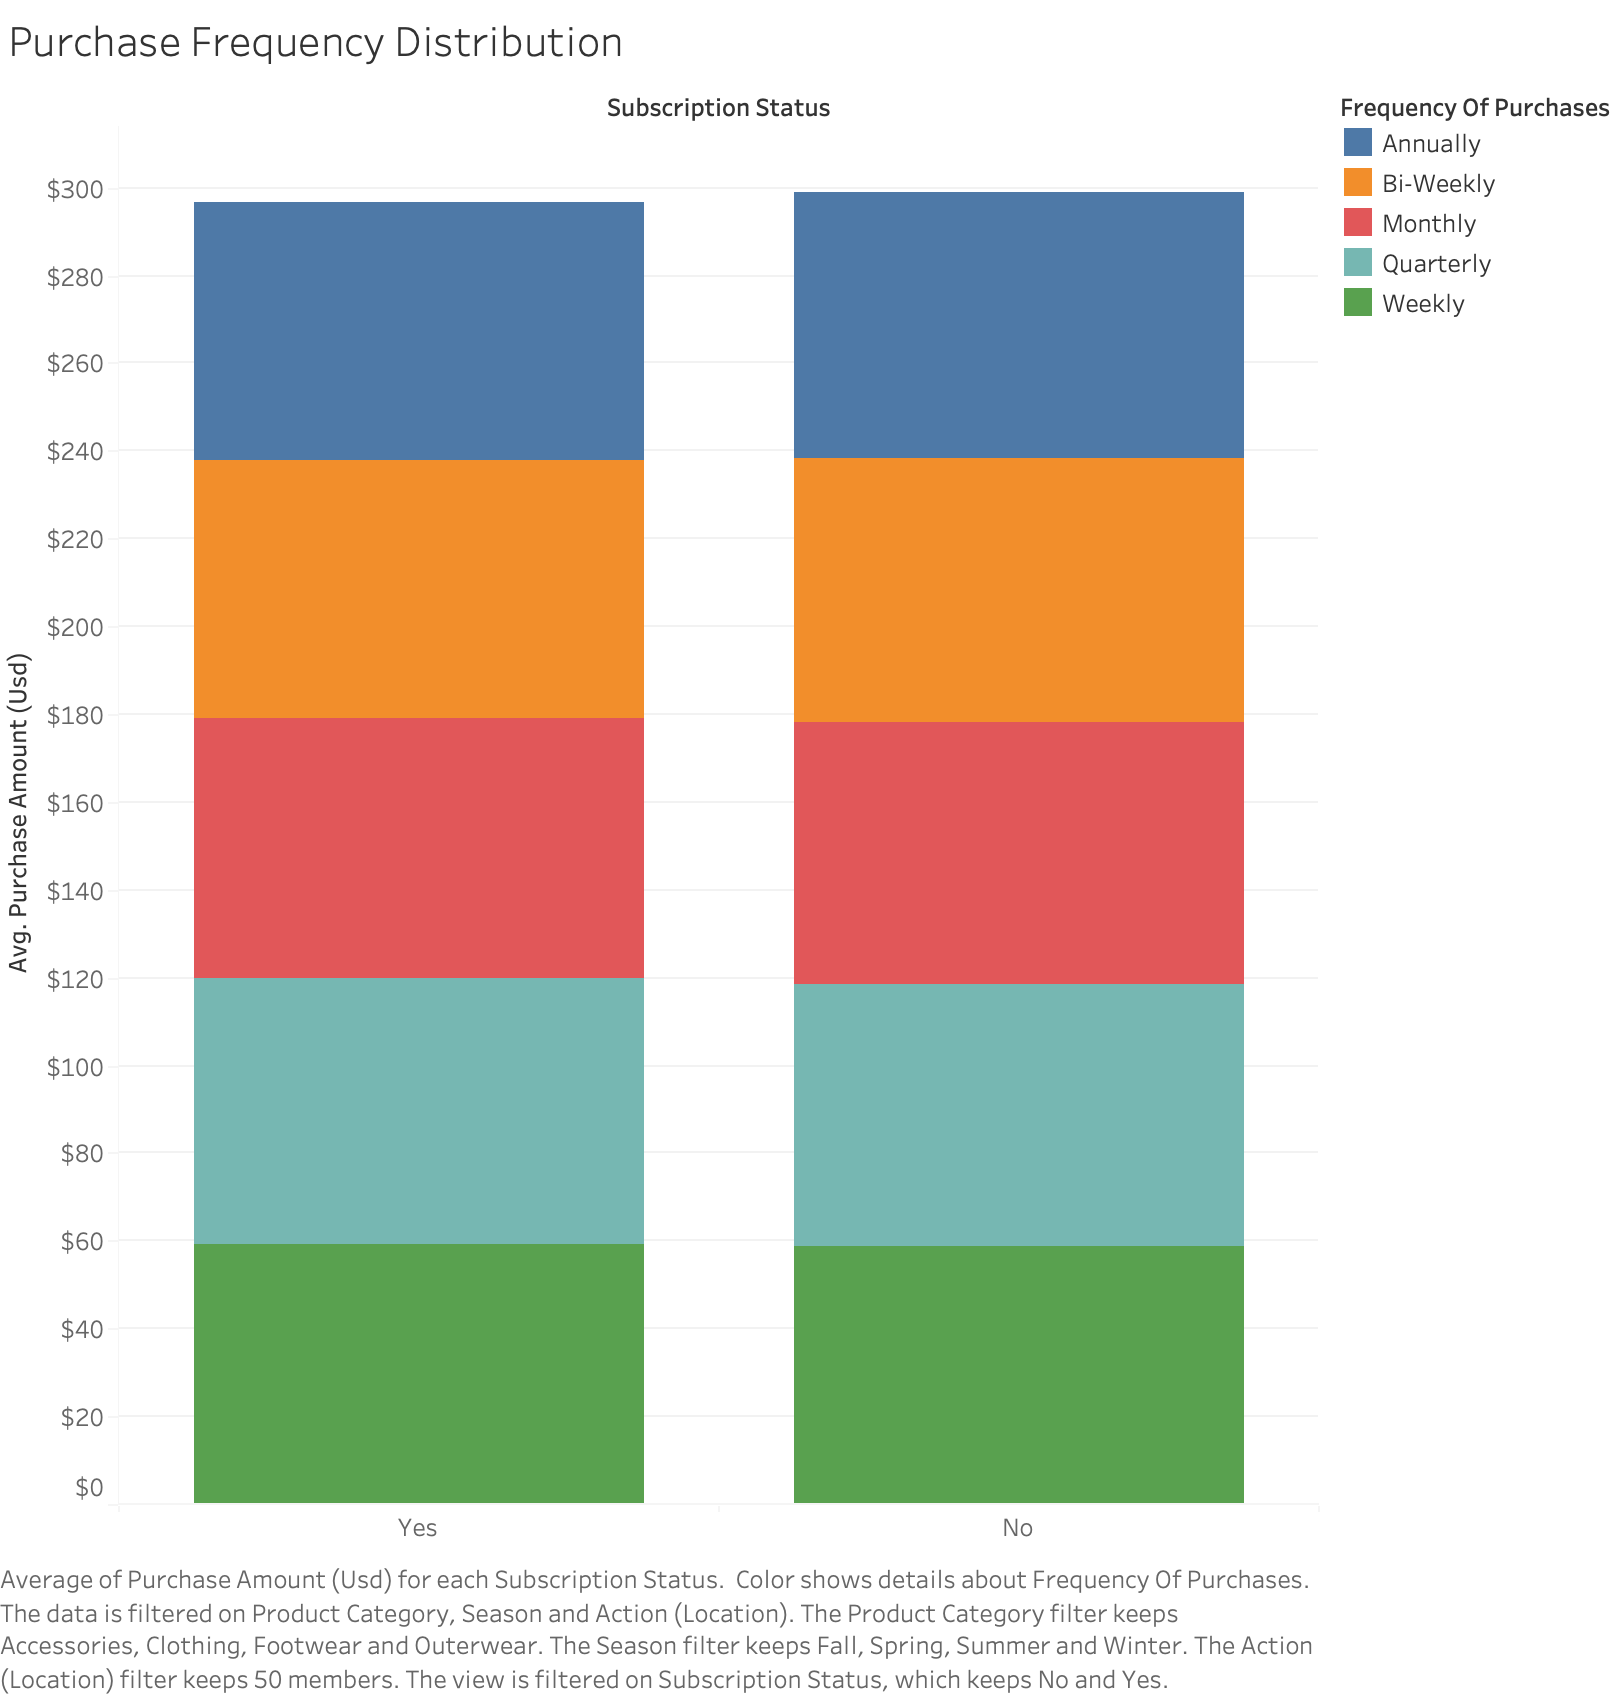 Purchase Frequency Distribution
Subscription Status
Frequency Of Purchases
Annually
Bi-Weekly
Monthly
Quarterly
Weekly
Avg. Purchase Amount (Usd)
$300
$280
$260
$240
$220
$200
$180
$160
$140
$120
$100
$80
$60
$40
$20
$0
Yes
No
Average of Purchase Amount (Usd) for each Subscription Status.  Color shows details about Frequency Of Purchases.
The data is filtered on Product Category, Season and Action (Location). The Product Category filter keeps
Accessories, Clothing, Footwear and Outerwear. The Season filter keeps Fall, Spring, Summer and Winter. The Action
(Location) filter keeps 50 members. The view is filtered on Subscription Status, which keeps No and Yes.